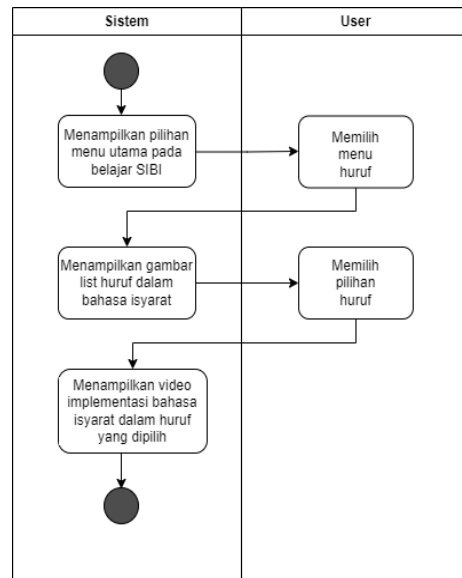 Sistem
User
Menampilkan pilihan
menu utama pada
belajar SIBI
Memilih
menu
huruf
Menampilkan gambar
list huruf dalam
bahasa isyarat
Memilih
pilihan
huruf
Menampilkan video
implementasi bahasa
isyarat dalam huruf
yang dipilih